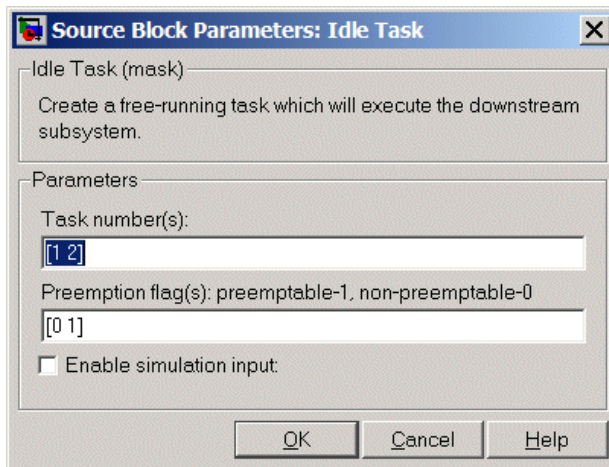 Source Block Parameters: Idle Task
Idle Task (mask)
Create a free-running task which will execute the downstream
subsystem.
Parameters
Task number(s):
[1 2]
Preemption flag(s): preemptable-1, non-preemptable-0
[0 1]
Enable simulation input:
OK Cancel Help